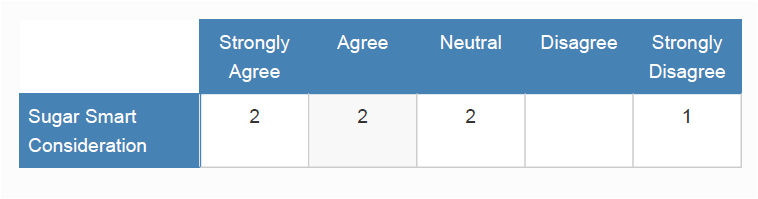 Strongly Agree Neutral Disagree Strongly
Agree Disagree
Sugar Smart 2 2 2 1
Consideration